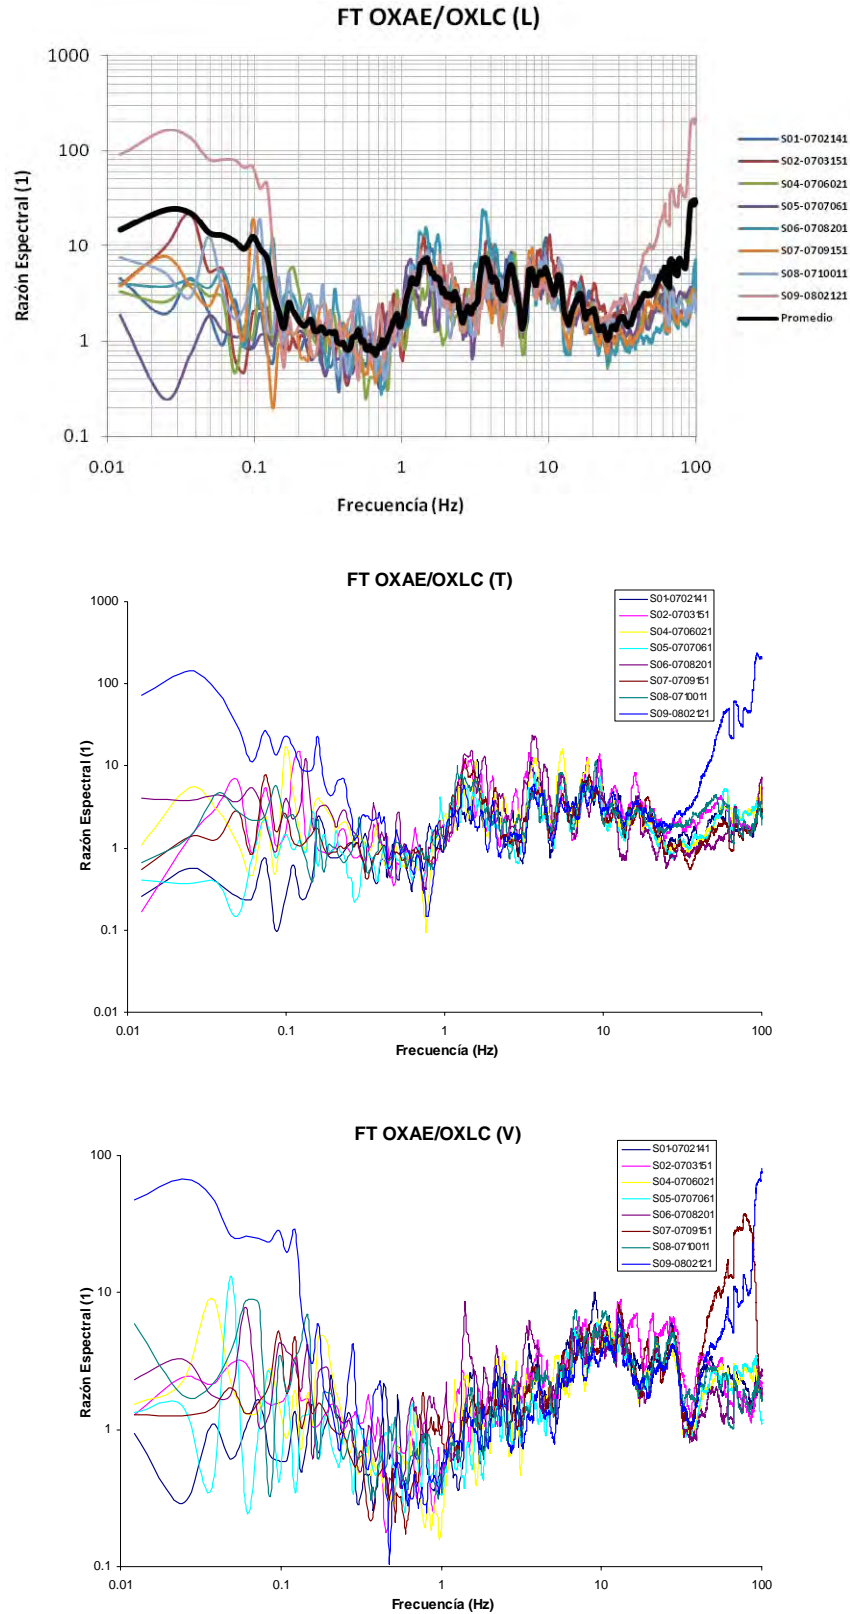 FT OXAE/OXLC (L)
1000
100
10
1
0.1
Razón Espectral (1)
0.01
0.1
1
10
100
Frecuencía (Hz)
S01-0702141
S02-0703151
S04-0706021
S05-0707061
S06-0708201
S07-0709151
S08-0710011
S09-0802121
Promedio
FT OXAE/OXLC (T)
1000
100
10
1
0.1
0.01
Razón Espectral (1)
0.01
0.1
1
10
100
Frecuencía (Hz)
S01-0702141
S02-0703151
S04-0706021
S05-0707061
S06-0708201
S07-0709151
S08-0710011
S09-0802121
FT OXAE/OXLC (V)
100
10
1
0.1
Razón Espectral (1)
0.01
0.1
1
10
100
Frecuencía (Hz)
S01-0702141
S02-0703151
S04-0706021
S05-0707061
S06-0708201
S07-0709151
S08-0710011
S09-0802121